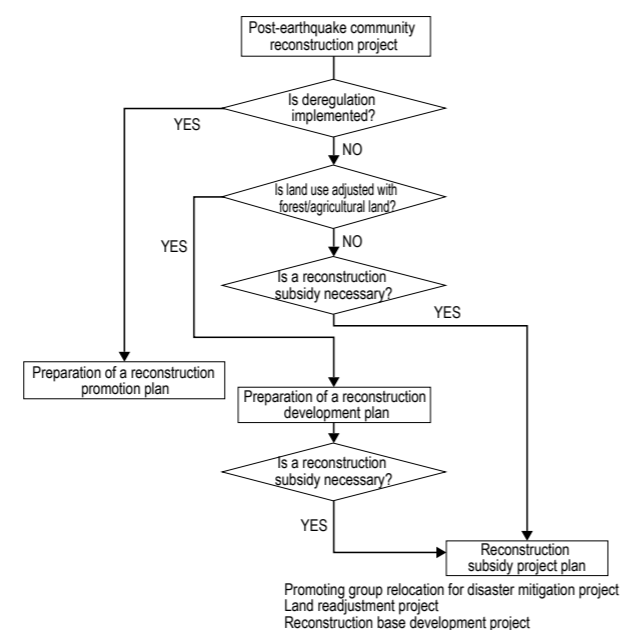 Post-earthquake community
reconstruction project
Is deregulation
implemented?
YES
NO
Is land use adjusted with
forest/agricultural land?
YES
NO
Is a reconstruction
subsidy necessary?
YES
Preparation of a reconstruction
promotion plan
Preparation of a reconstruction
development plan
Is a reconstruction
subsidy necessary?
YES
Reconstruction
subsidy project plan
Promoting group relocation for disaster mitigation project
Land readjustment project
Reconstruction base development project